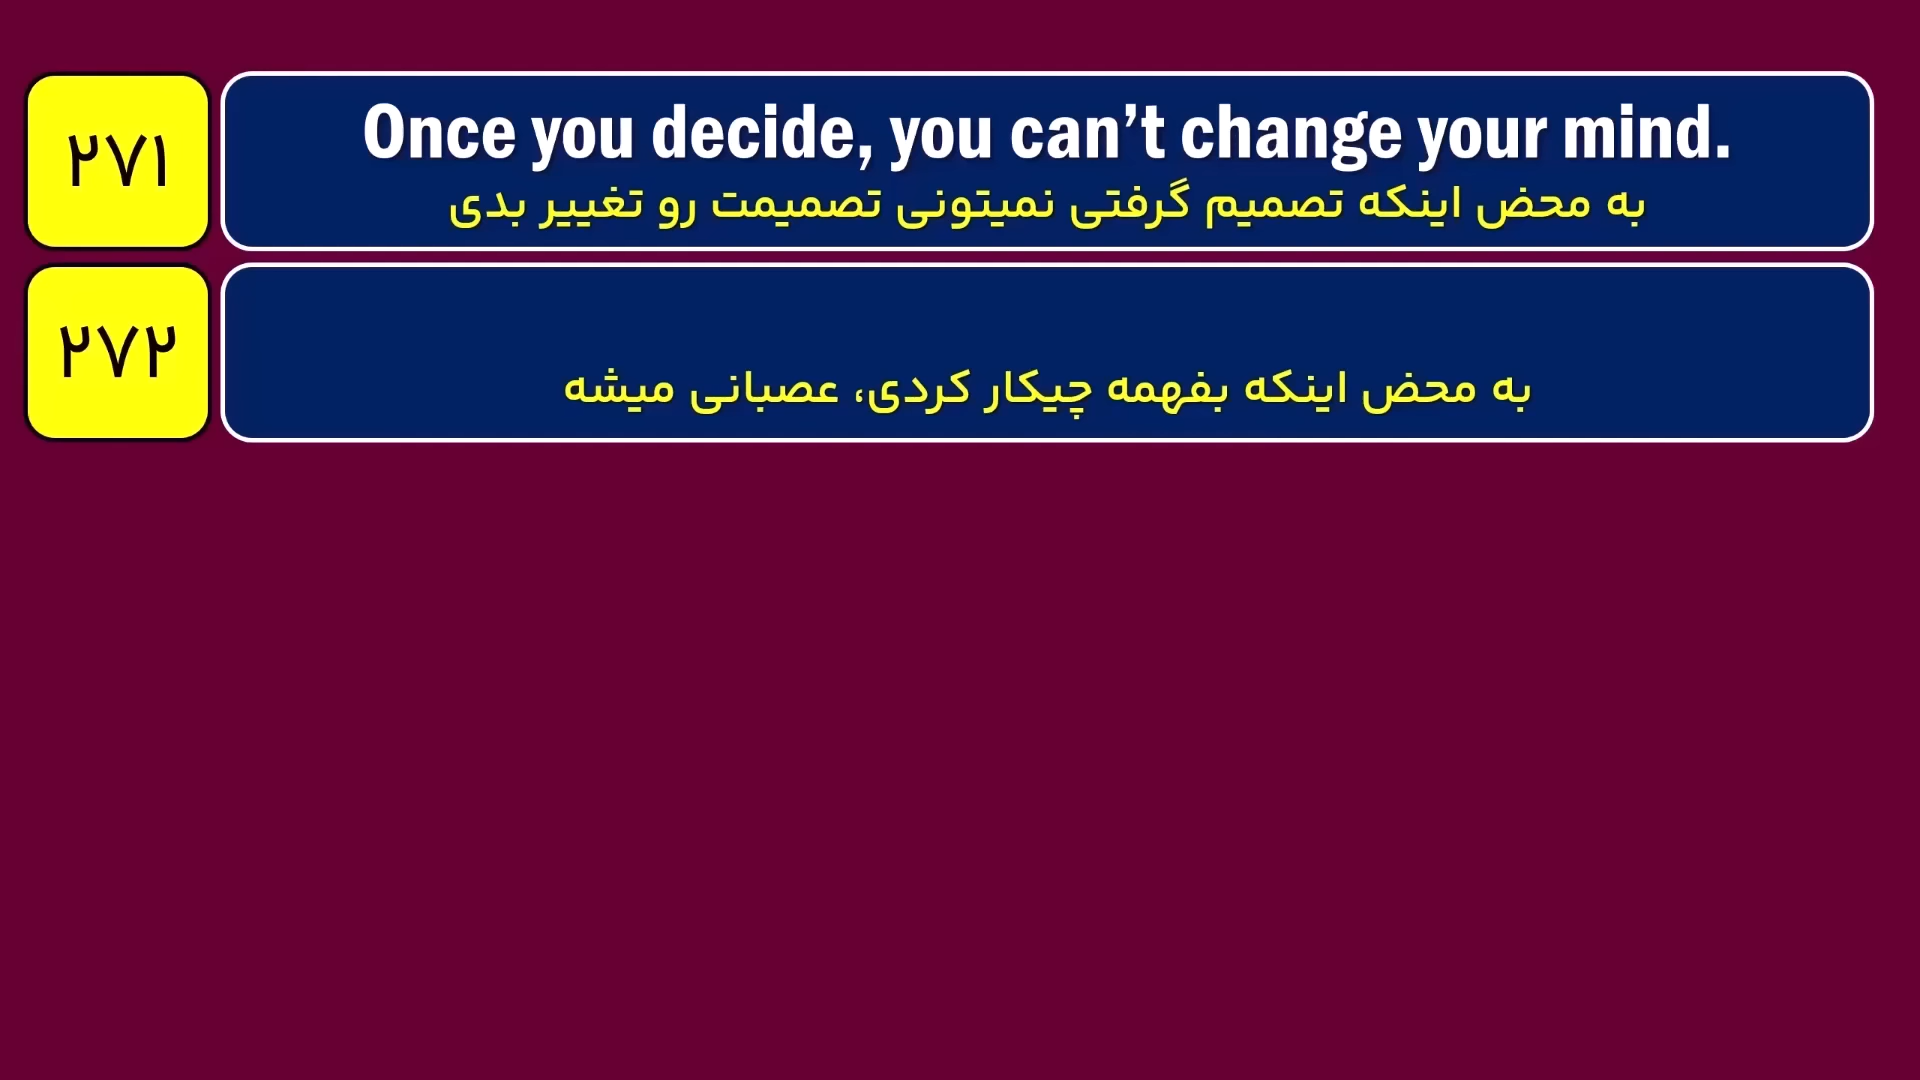 ۲۷۱
Once you decide, you can’t change your mind.
به محض اینکه تصمیم گرفتی نمیتونی تصمیمت رو تغییر بدی
۲۷۲
به محض اینکه بفهمه چیکار کردی، عصبانی میشه